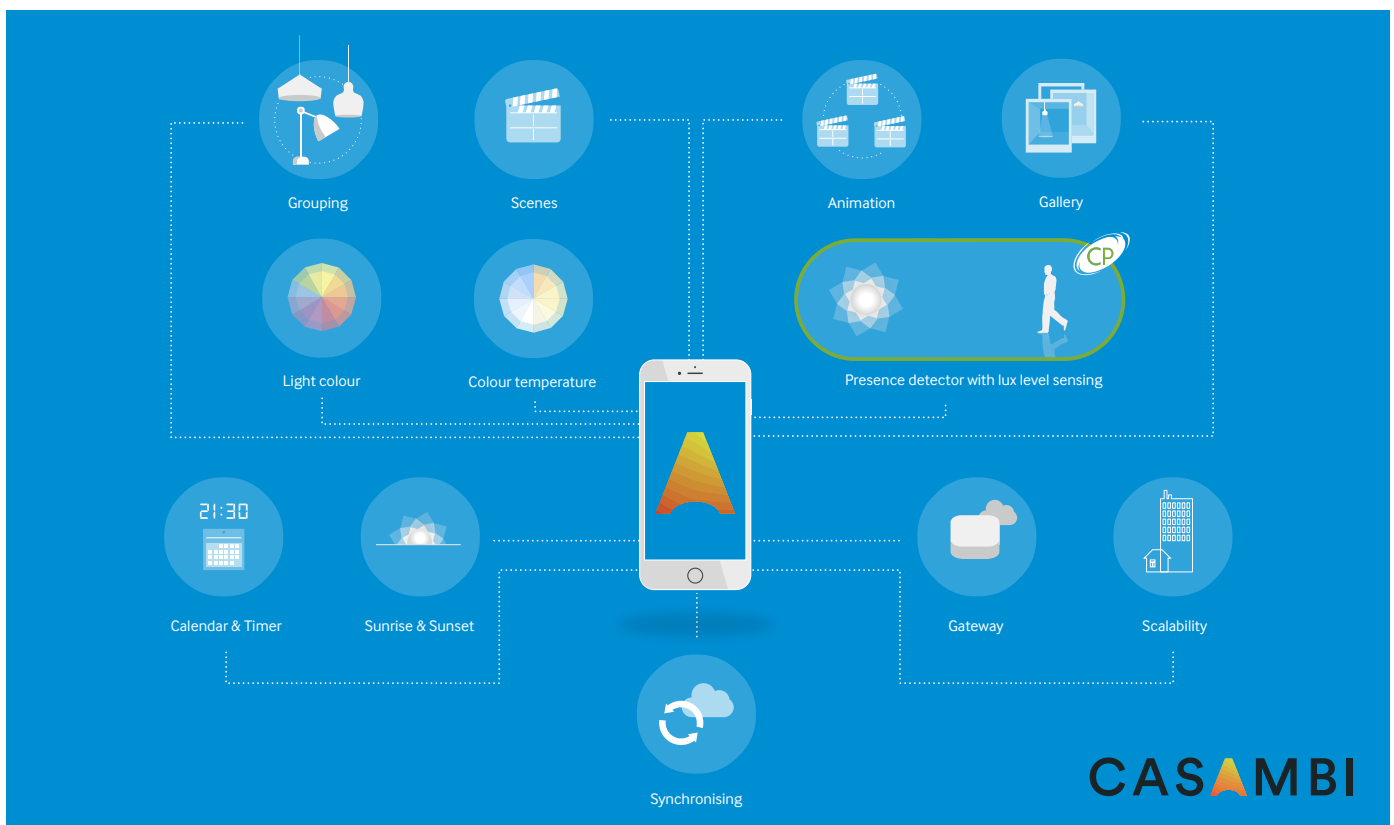 Grouping
Scenes
Animation
Gallery
CP
Light colour
Colour temperature
Presence detector with lux level sensing
21:30
Calendar & Timer
Sunrise & Sunset
Gateway
Scalability
Synchronising
CASAMBI